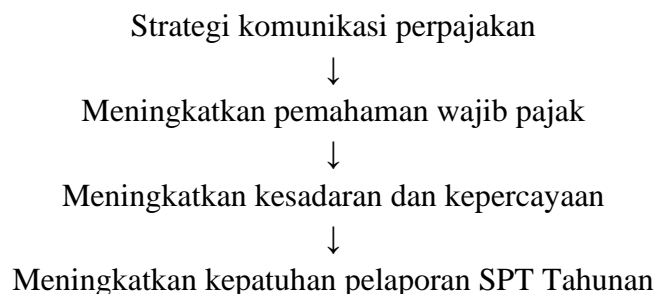 Strategi komunikasi perpajakan
↓
Meningkatkan pemahaman wajib pajak
↓
Meningkatkan kesadaran dan kepercayaan
↓
Meningkatkan kepatuhan pelaporan SPT Tahunan